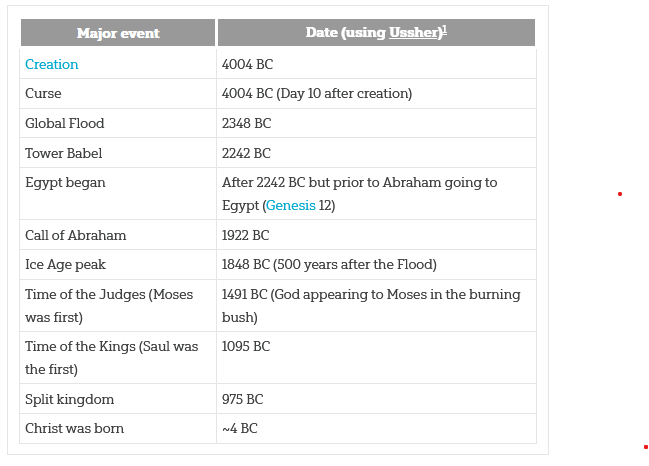 Major event Date (using Ussher)1
Creation 4004 BC
Curse 4004 BC (Day 10 after creation)
Global Flood 2348 BC
Tower Babel 2242 BC
Egypt began After 2242 BC but prior to Abraham going to
Egypt (Genesis 12)
Call of Abraham 1922 BC
Ice Age peak 1848 BC (500 years after the Flood)
Time of the Judges (Moses 1491 BC (God appearing to Moses in the burning
was first) bush)
Time of the Kings (Saul was 1095 BC
the first)
Split kingdom 975 BC
Christ was born ~4 BC